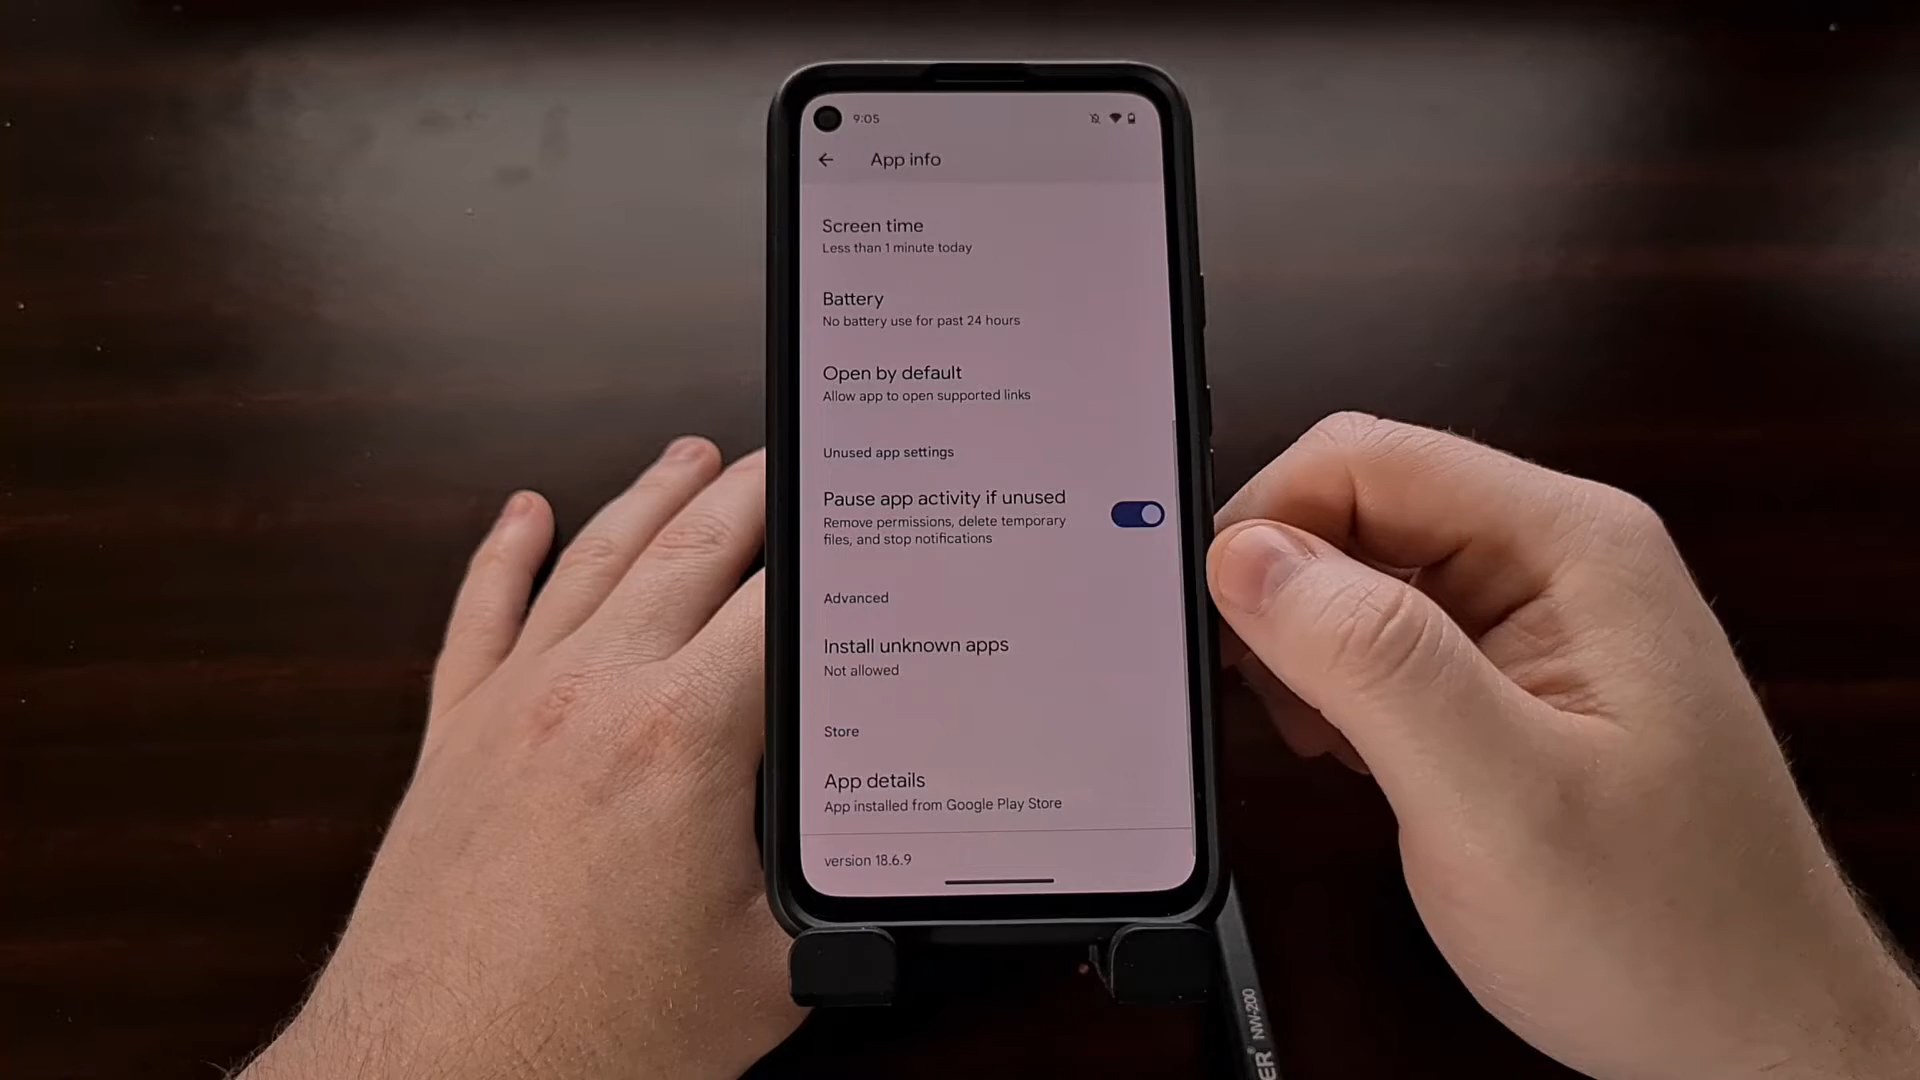 9:05
App info
Screen time
Less than 1 minute today
Battery
No battery use for past 24 hours
Open by default
Allow app to open supported links
Unused app settings
Pause app activity if unused
Remove permissions, delete temporary
files, and stop notifications
Advanced
Install unknown apps
Not allowed
Store
App details
App installed from Google Play Store
version 18.6.9
ER® NW-200